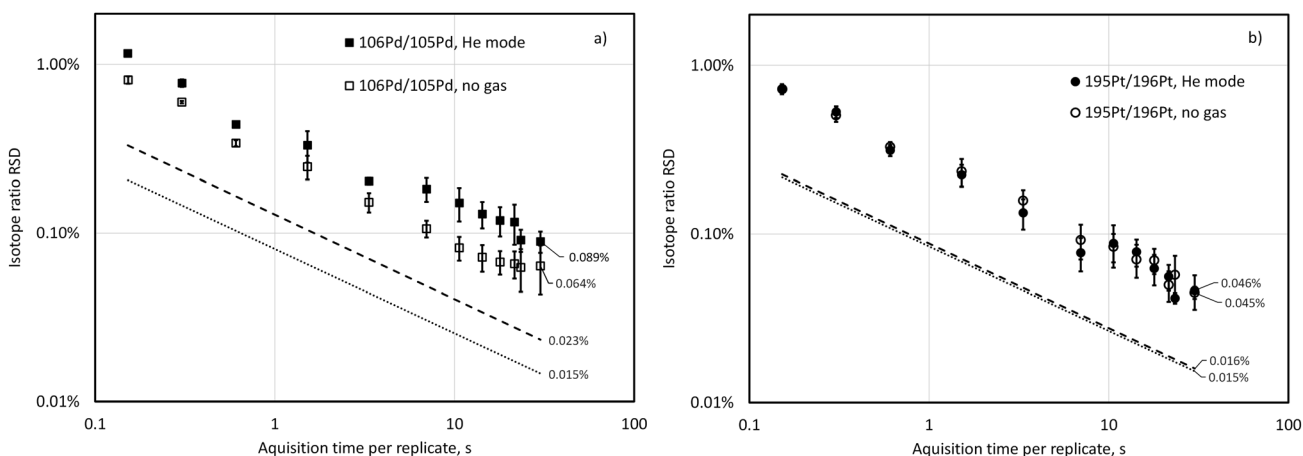 a)
106Pd/105Pd, He mode
106Pd/105Pd, no gas
1.00%
0.10%
0.01%
0.089%
0.064%
0.023%
0.015%
0.1
1
10
100
Isotope ratio RSD
Aquisition time per replicate, s
b)
195Pt/196Pt, He mode
195Pt/196Pt, no gas
1.00%
0.10%
0.01%
0.046%
0.045%
0.016%
0.015%
0.1
1
10
100
Isotope ratio RSD
Aquisition time per replicate, s